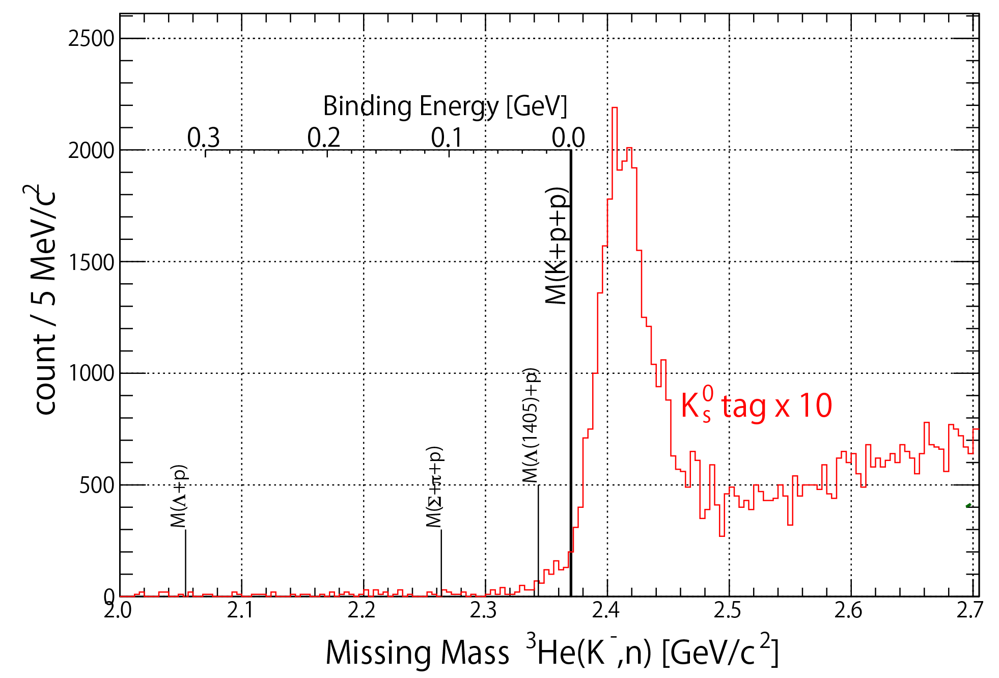 2500
Binding Energy [GeV]
0.3 0.2 0.1 0.0
2000
count / 5 MeV/c²
M(K+p+p)
1500
1000
M(Λ(1405)+p)
K⁰ₛ tag x 10
M(Σ+π+p)
M(Λ+p)
500
0
2.0 2.1 2.2 2.3 2.4 2.5 2.6 2.7
Missing Mass ³He(K⁻,n) [GeV/c²]